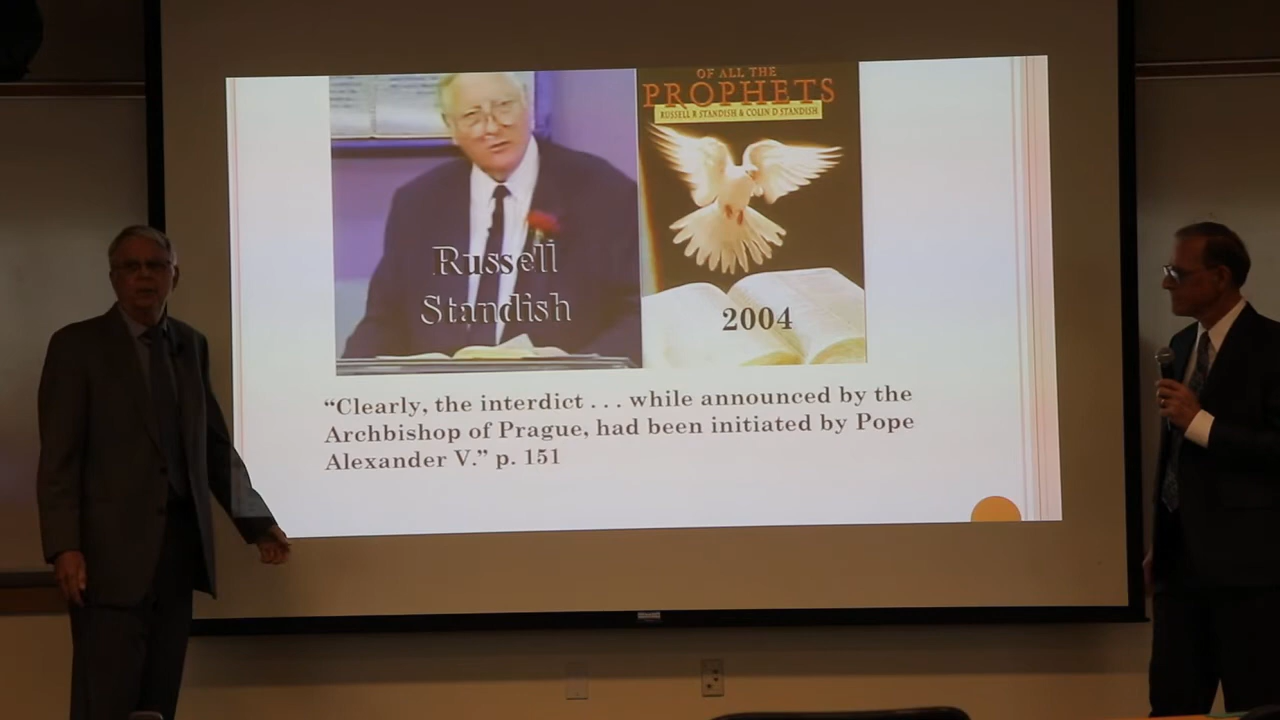 Russell
Standish
OF ALL THE
PROPHETS
RUSSELL R STANDISH & COLIN D STANDISH
2004
“Clearly, the interdict . . . while announced by the
Archbishop of Prague, had been initiated by Pope
Alexander V.” p. 151